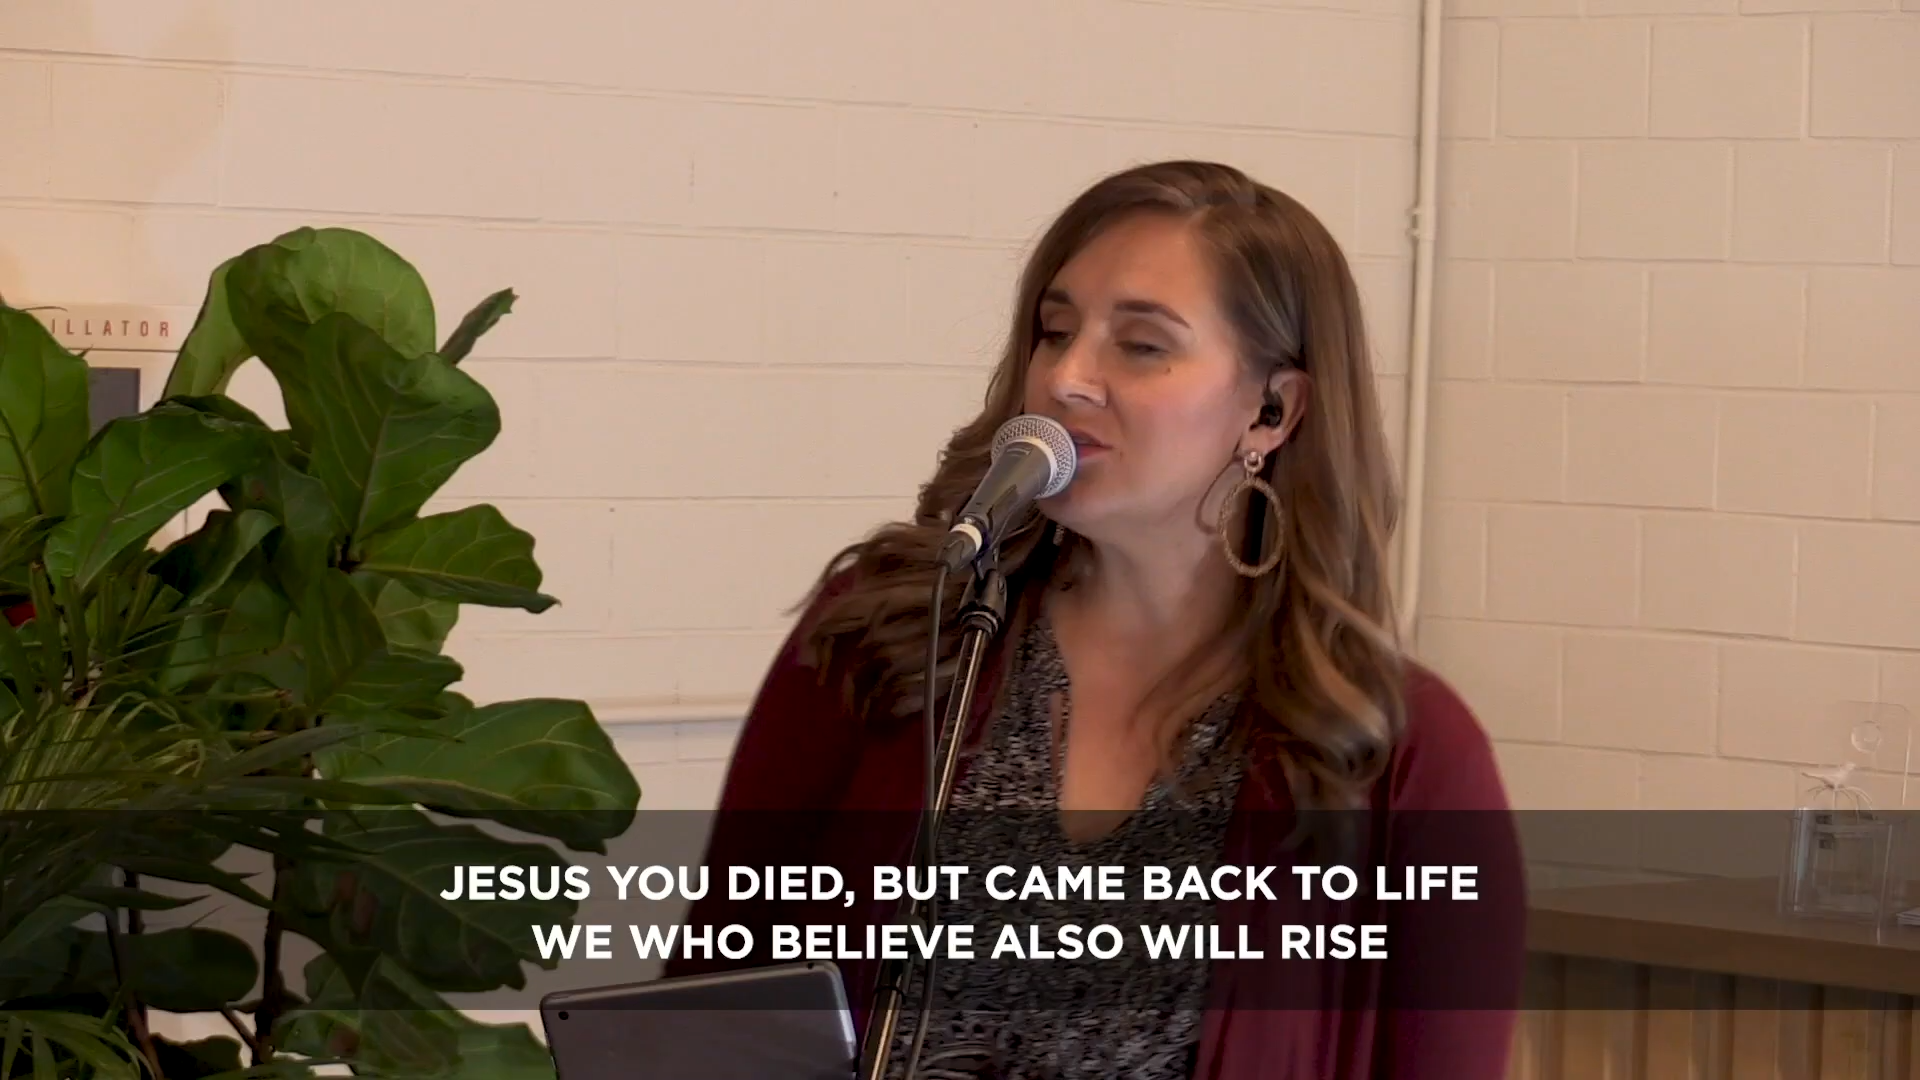 ILLATOR
JESUS YOU DIED, BUT CAME BACK TO LIFE
WE WHO BELIEVE ALSO WILL RISE